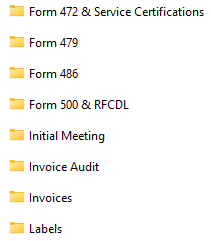 Form 472 & Service Certifications
Form 479
Form 486
Form 500 & RFCDL
Initial Meeting
Invoice Audit
Invoices
Labels